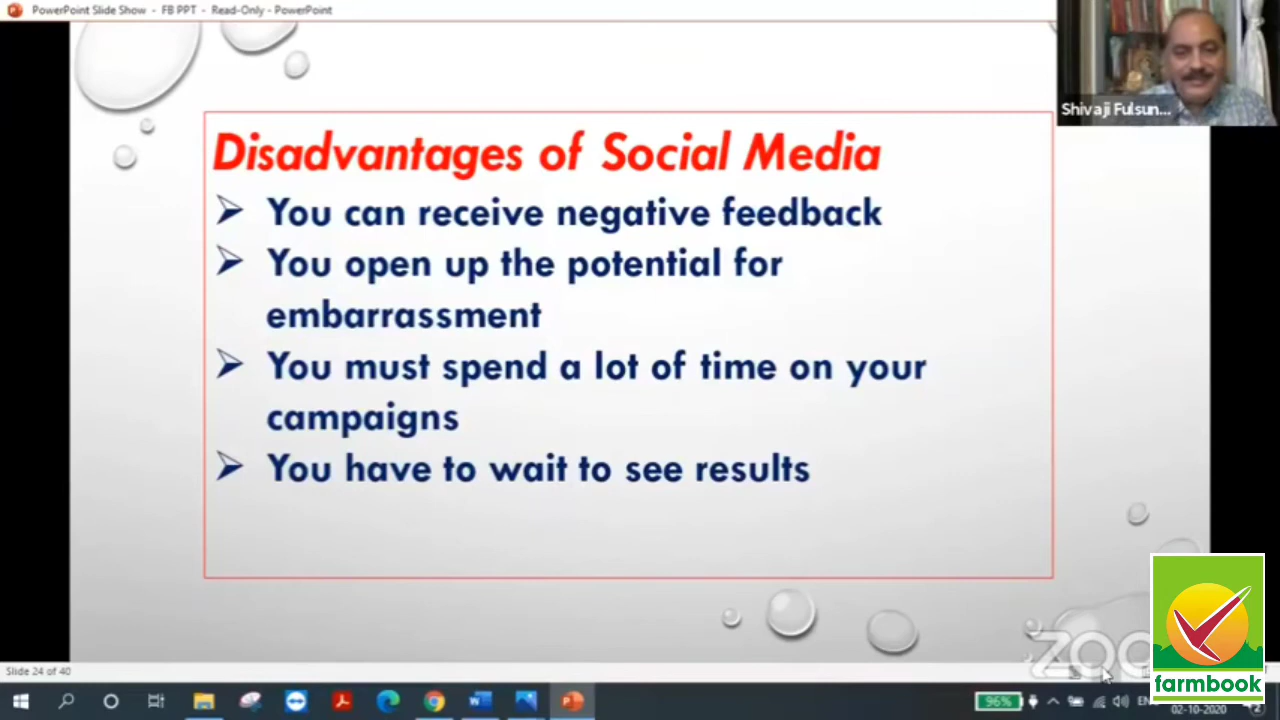 PowerPoint Slide Show - FB PPT - Read-Only - PowerPoint
Shivaji Fulsun...
Disadvantages of Social Media
You can receive negative feedback
You open up the potential for
embarrassment
You must spend a lot of time on your
campaigns
You have to wait to see results
Slide 24 of 40
farmbook
96%
02-10-2020